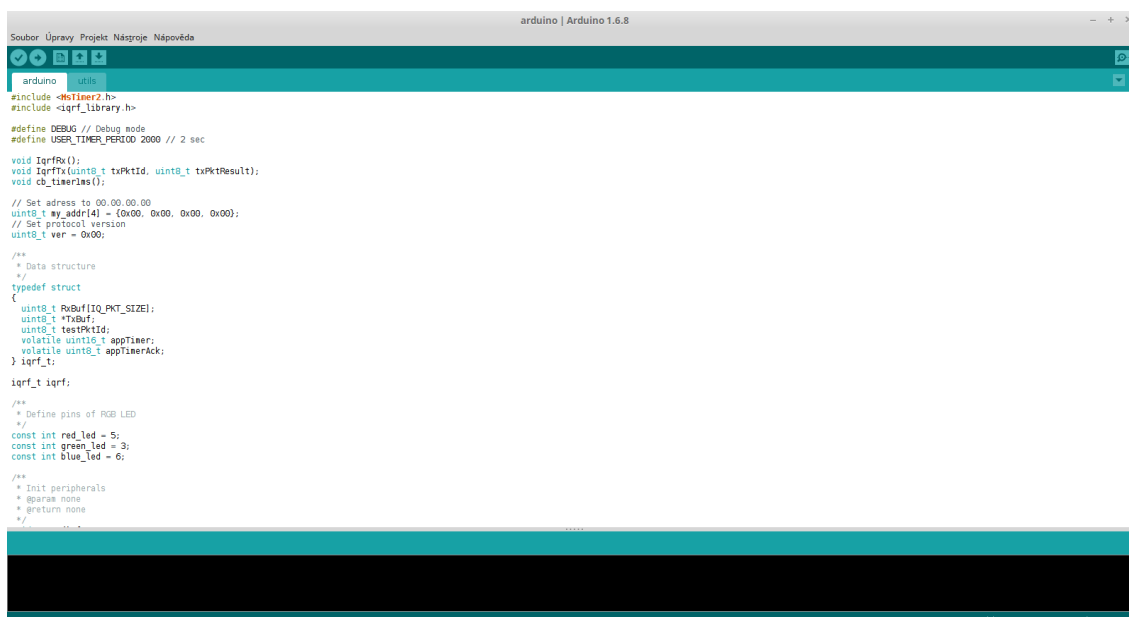 arduino | Arduino 1.6.8
Soubor Úpravy Projekt Nástroje Nápověda
arduino utils
#include <MsTimer2.h>
#include <iqrf_library.h>
#define DEBUG // Debug mode
#define USER_TIMER_PERIOD 2000 // 2 sec
void IqrfRx();
void IqrfTx(uint8_t txPktId, uint8_t txPktResult);
void cb_timer1ms();
// Set adress to 00.00.00.00
uint8_t my_addr[4] = {0x00, 0x00, 0x00, 0x00};
// Set protocol version
uint8_t ver = 0x00;
/**
 * Data structure
 */
typedef struct
{
  uint8_t RxBuf[IQ_PKT_SIZE];
  uint8_t *TxBuf;
  uint8_t testPktId;
  volatile uint16_t appTimer;
  volatile uint8_t appTimerAck;
} iqrf_t;
iqrf_t iqrf;
/**
 * Define pins of RGB LED
 */
const int red_led = 5;
const int green_led = 3;
const int blue_led = 6;
/**
 * Init peripherals
 * @param none
 * @return none
 */